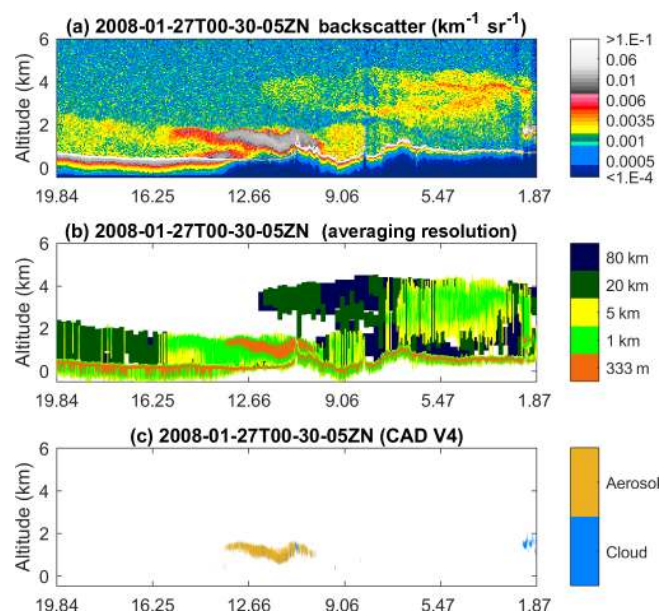 (a) 2008-01-27T00-30-05ZN backscatter (km⁻¹ sr⁻¹)
Altitude (km)
6
4
2
0
19.84 16.25 12.66 9.06 5.47 1.87
>1.E-1
0.06
0.01
0.006
0.0035
0.001
0.0005
<1.E-4
(b) 2008-01-27T00-30-05ZN (averaging resolution)
Altitude (km)
6
4
2
0
19.84 16.25 12.66 9.06 5.47 1.87
80 km
20 km
5 km
1 km
333 m
(c) 2008-01-27T00-30-05ZN (CAD V4)
Altitude (km)
6
4
2
0
19.84 16.25 12.66 9.06 5.47 1.87
Aerosol
Cloud